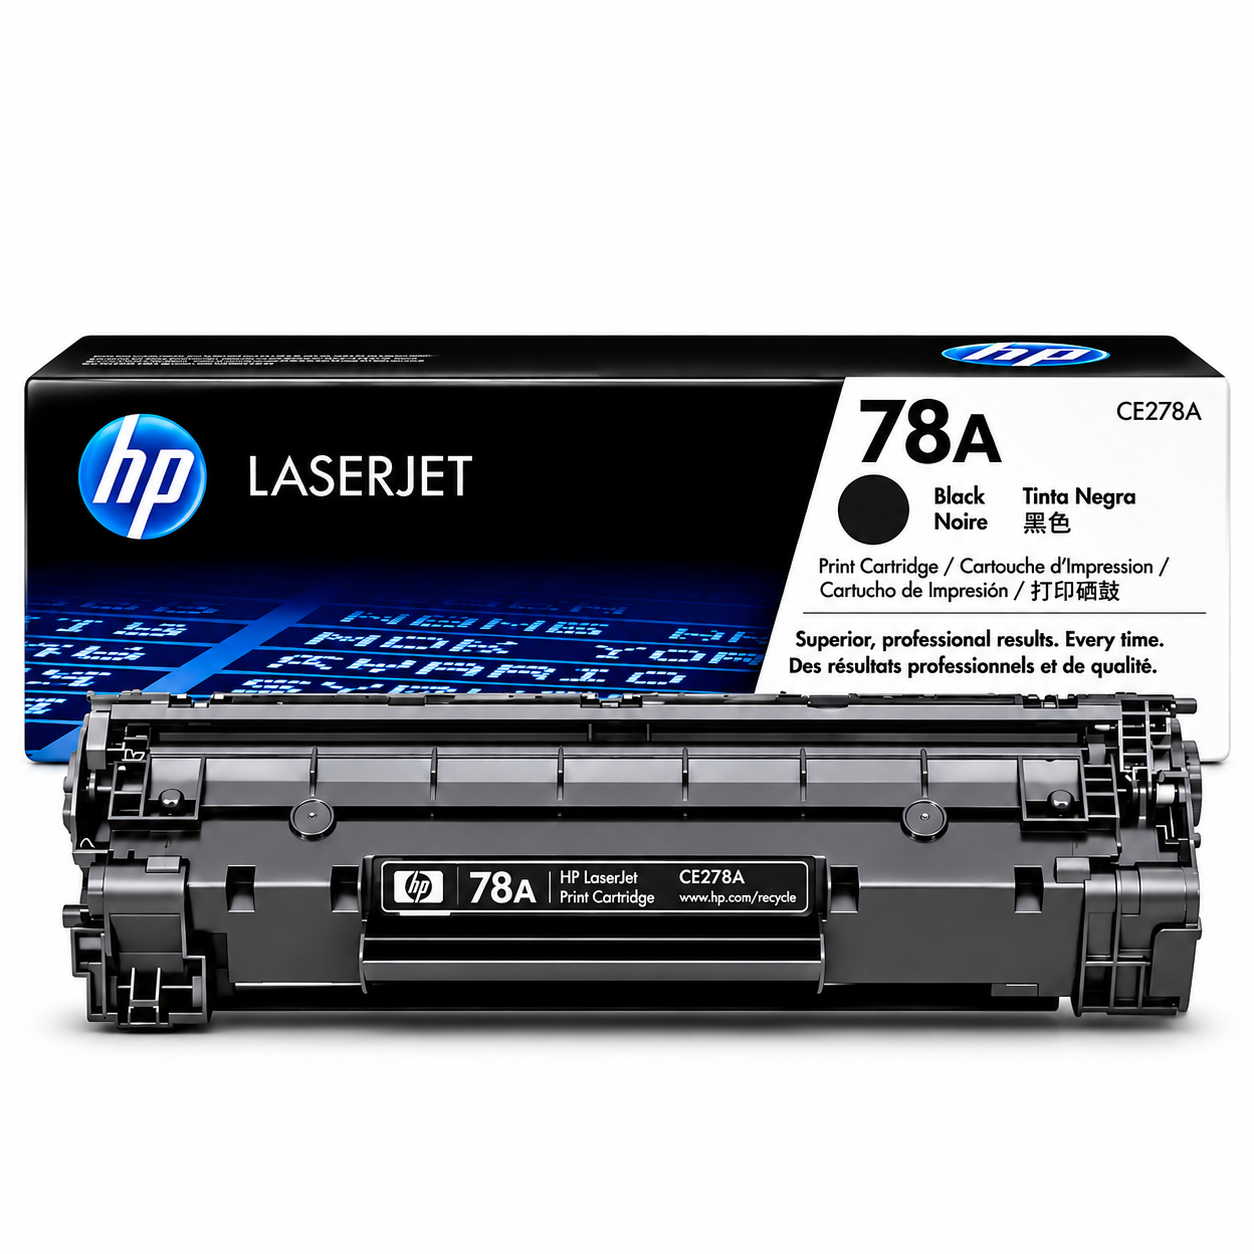 hp
hp
LASERJET
78A
CE278A
Black
Noire
Tinta Negra
黑色
Print Cartridge / Cartouche d'Impression /
Cartucho de Impresión / 打印硒鼓
Superior, professional results. Every time.
Des résultats professionnels et de qualité.
hp
78A
HP LaserJet
Print Cartridge
CE278A
www.hp.com/recycle